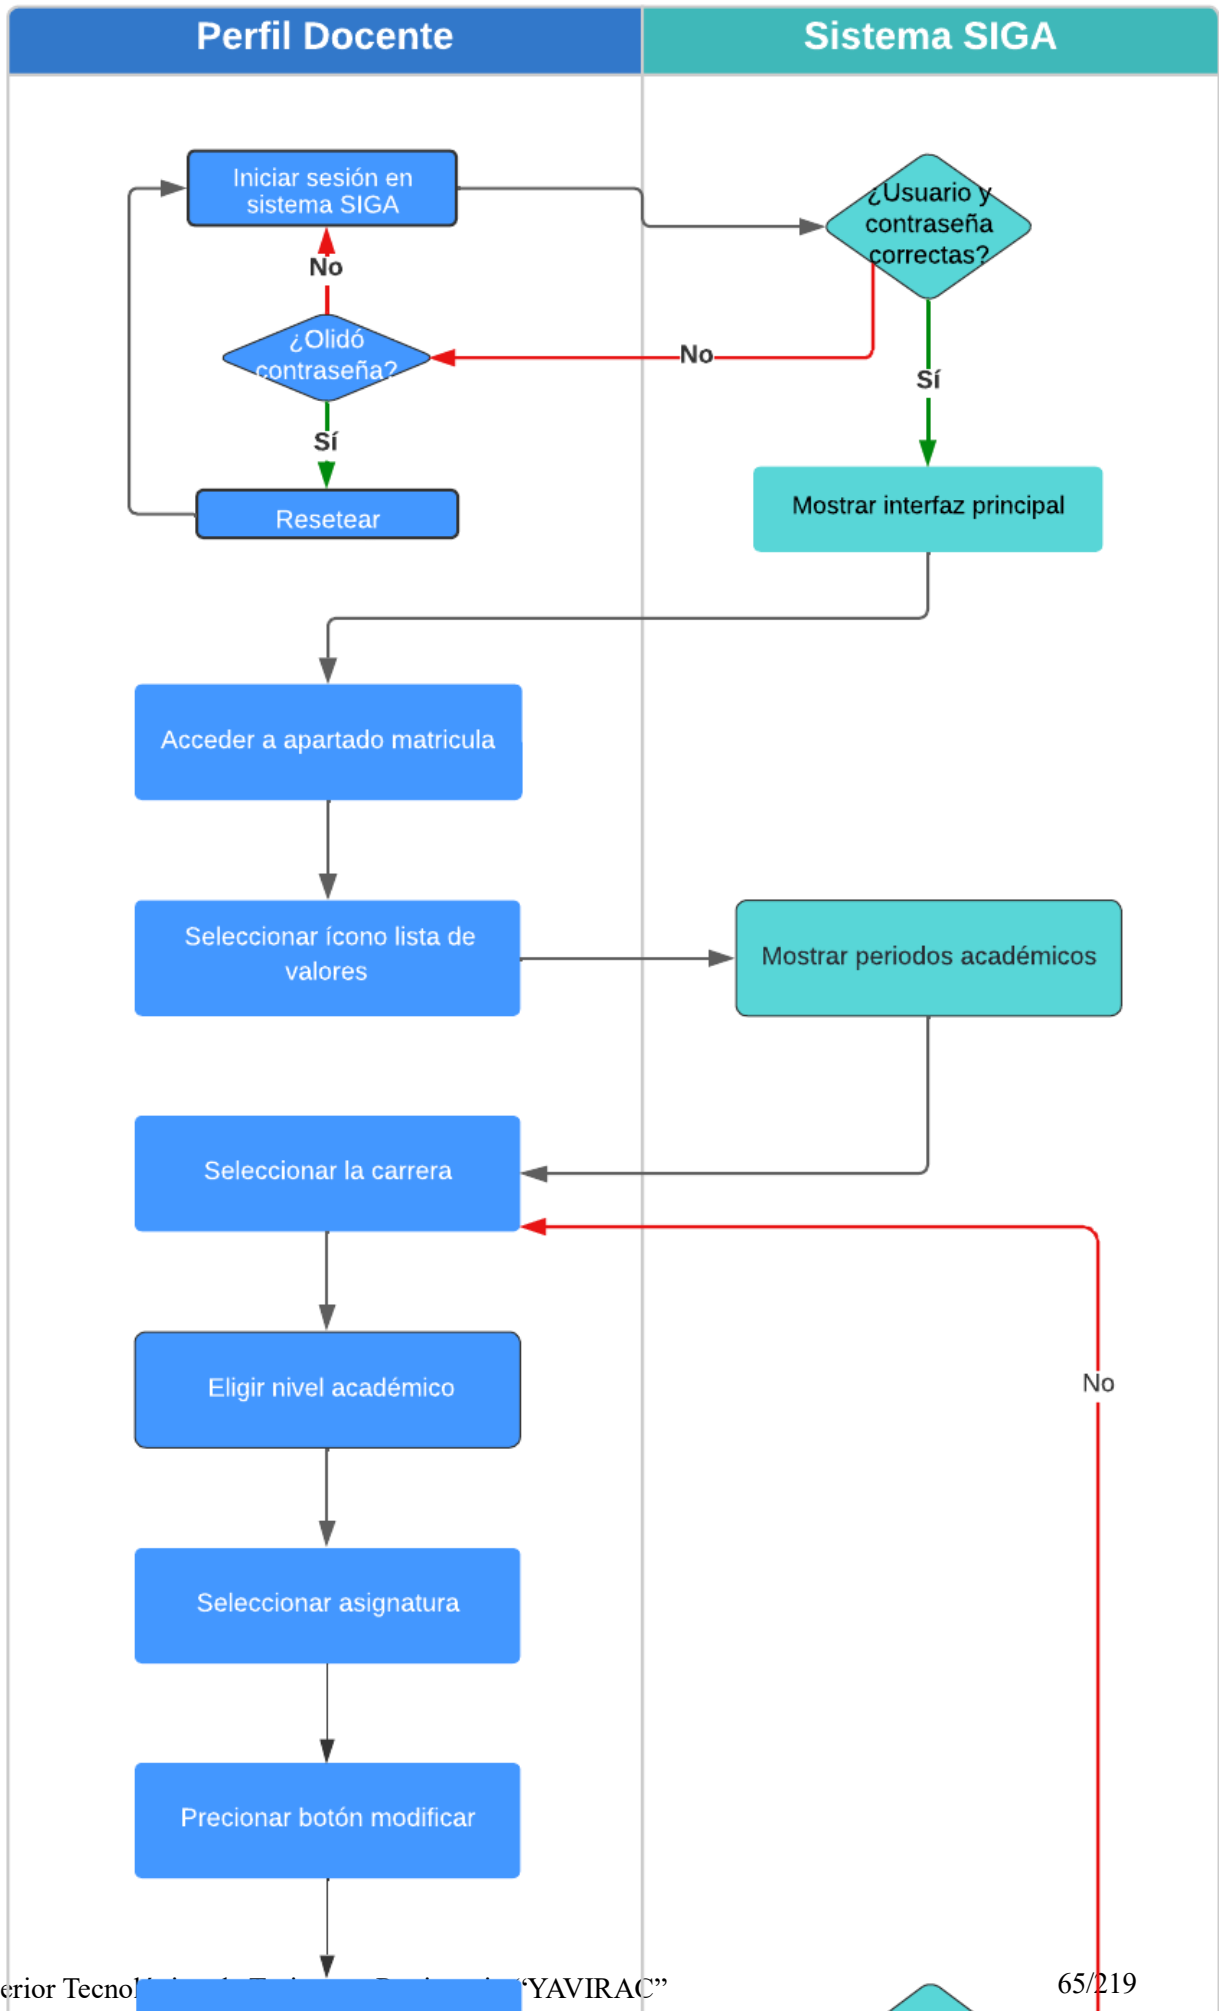 Perfil Docente
Sistema SIGA
Iniciar sesión en
sistema SIGA
¿Usuario y
contraseña
correctas?
No
¿Olidó
contraseña?
No
Sí
Sí
Resetear
Mostrar interfaz principal
Acceder a apartado matricula
Seleccionar ícono lista de
valores
Mostrar periodos académicos
Seleccionar la carrera
No
Eligir nivel académico
Seleccionar asignatura
Precionar botón modificar
erior “YAVIRAC”
65/219